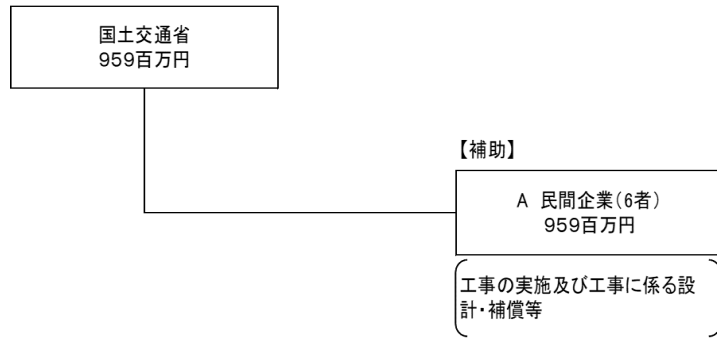 国土交通省
959百万円
【補助】
A 民間企業(6者)
959百万円
工事の実施及び工事に係る設
計・補償等